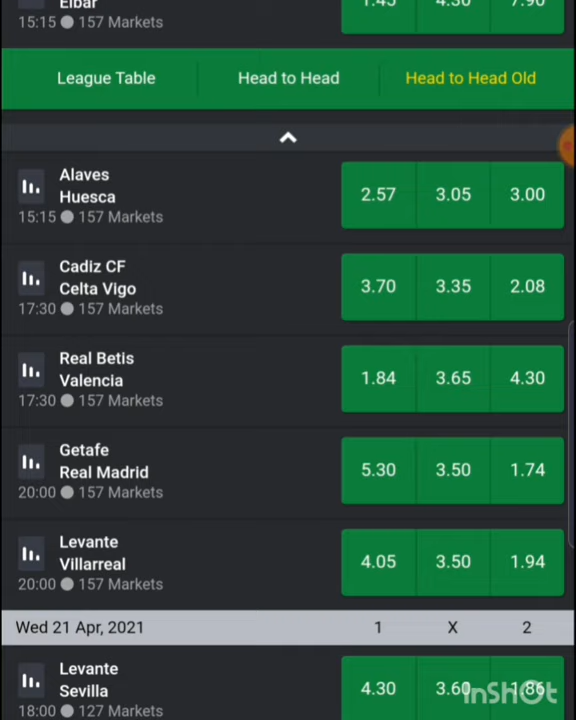 Eibar
1.45 4.30 7.90
15:15 157 Markets
League Table Head to Head Head to Head Old
Alaves
Huesca
15:15 157 Markets
2.57 3.05 3.00
Cadiz CF
Celta Vigo
17:30 157 Markets
3.70 3.35 2.08
Real Betis
Valencia
17:30 157 Markets
1.84 3.65 4.30
Getafe
Real Madrid
20:00 157 Markets
5.30 3.50 1.74
Levante
Villarreal
20:00 157 Markets
4.05 3.50 1.94
Wed 21 Apr, 2021 1 X 2
Levante
Sevilla
18:00 127 Markets
4.30 3.60 1.86
InShOt